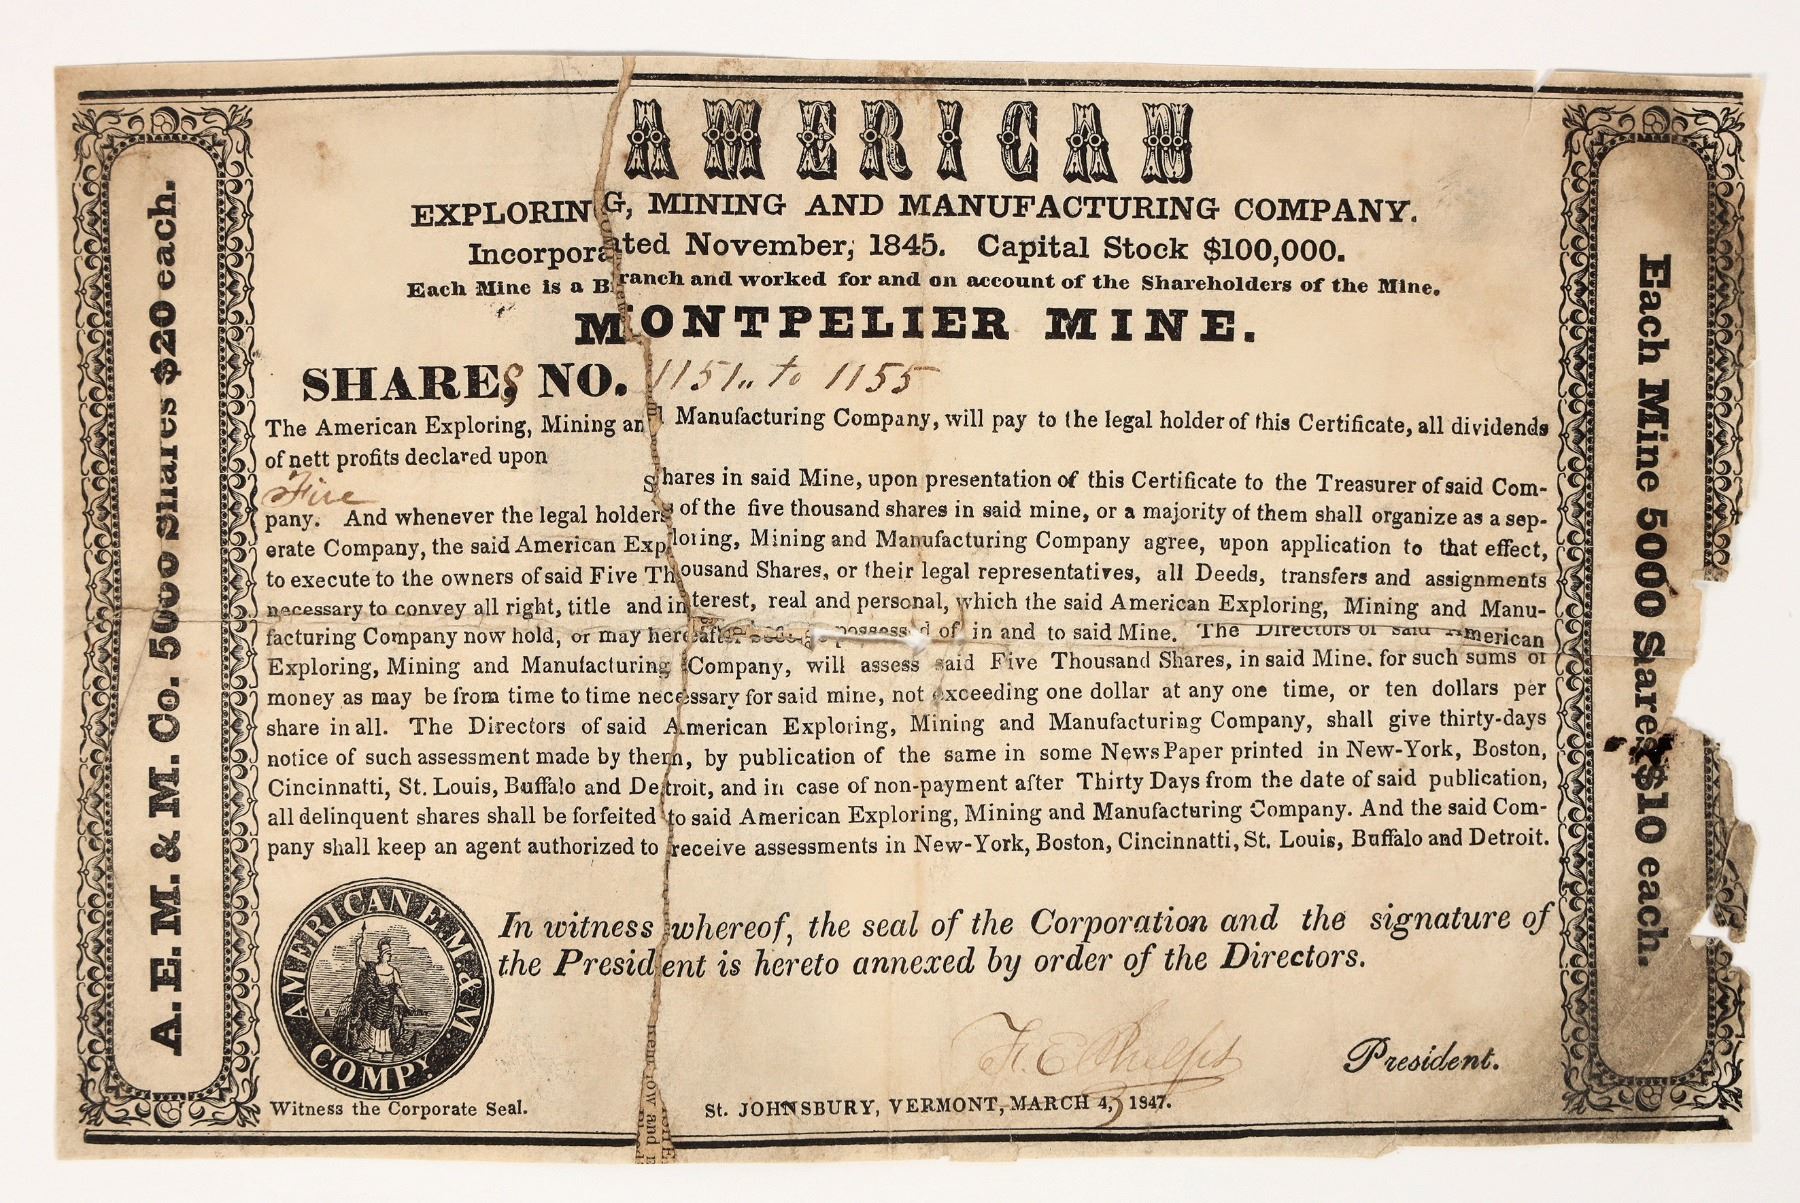 AMERICAN
EXPLORING, MINING AND MANUFACTURING COMPANY.
Incorporated November, 1845. Capital Stock $100,000.
Each Mine is a Branch and worked for and on account of the Shareholders of the Mine.
MONTPELIER MINE.
SHARES NO. 1151 to 1155
The American Exploring, Mining and Manufacturing Company, will pay to the legal holder of this Certificate, all dividends
of nett profits declared upon
Five Shares in said Mine, upon presentation of this Certificate to the Treasurer of said Com-
pany. And whenever the legal holders of the five thousand shares in said mine, or a majority of them shall organize as a sep-
erate Company, the said American Exploring, Mining and Manufacturing Company agree, upon application to that effect,
to execute to the owners of said Five Thousand Shares, or their legal representatives, all Deeds, transfers and assignments
necessary to convey all right, title and interest, real and personal, which the said American Exploring, Mining and Manu-
facturing Company now hold, or may hereafter possessed of in and to said Mine. The Directors of said American
Exploring, Mining and Manufacturing Company, will assess said Five Thousand Shares, in said Mine. for such sums of
money as may be from time to time necessary for said mine, not exceeding one dollar at any one time, or ten dollars per
share in all. The Directors of said American Exploring, Mining and Manufacturing Company, shall give thirty-days
notice of such assessment made by them, by publication of the same in some News Paper printed in New-York, Boston,
Cincinnatti, St. Louis, Buffalo and Detroit, and in case of non-payment after Thirty Days from the date of said publication,
all delinquent shares shall be forfeited to said American Exploring, Mining and Manufacturing Company. And the said Com-
pany shall keep an agent authorized to receive assessments in New-York, Boston, Cincinnatti, St. Louis, Buffalo and Detroit.
In witness whereof, the seal of the Corporation and the signature of
the President is hereto annexed by order of the Directors.
AMERICAN E. M. & M. COMPY.
Phelps President.
Witness the Corporate Seal.
St. JOHNSBURY, VERMONT, MARCH 4, 1847.
A. E. M. & M. Co. 5000 Shares $20 each.
Each Mine 5000 Sares $10 each.